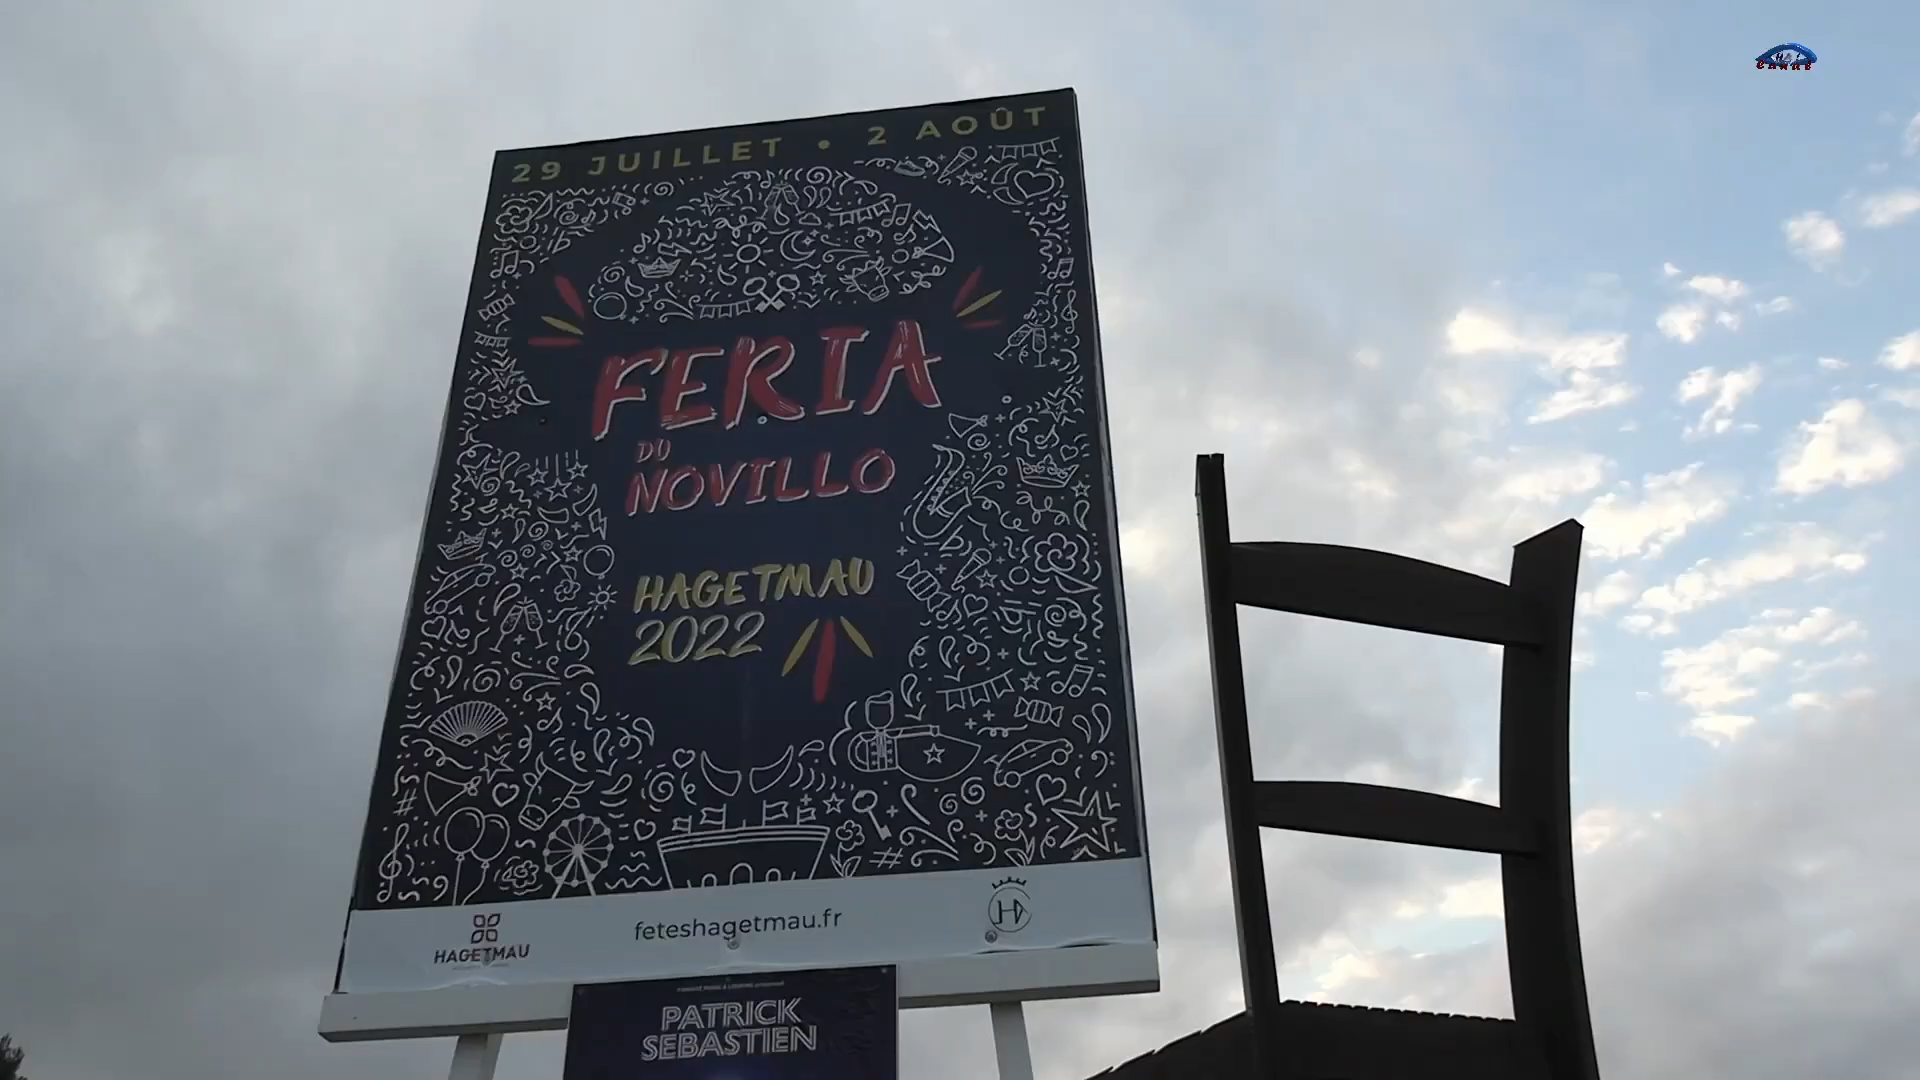 29 JUILLET • 2 AOÛT
FERIA
DU
NOVILLO
HAGETMAU
2022
HAGETMAU
feteshagetmau.fr
PATRICK
SEBASTIEN